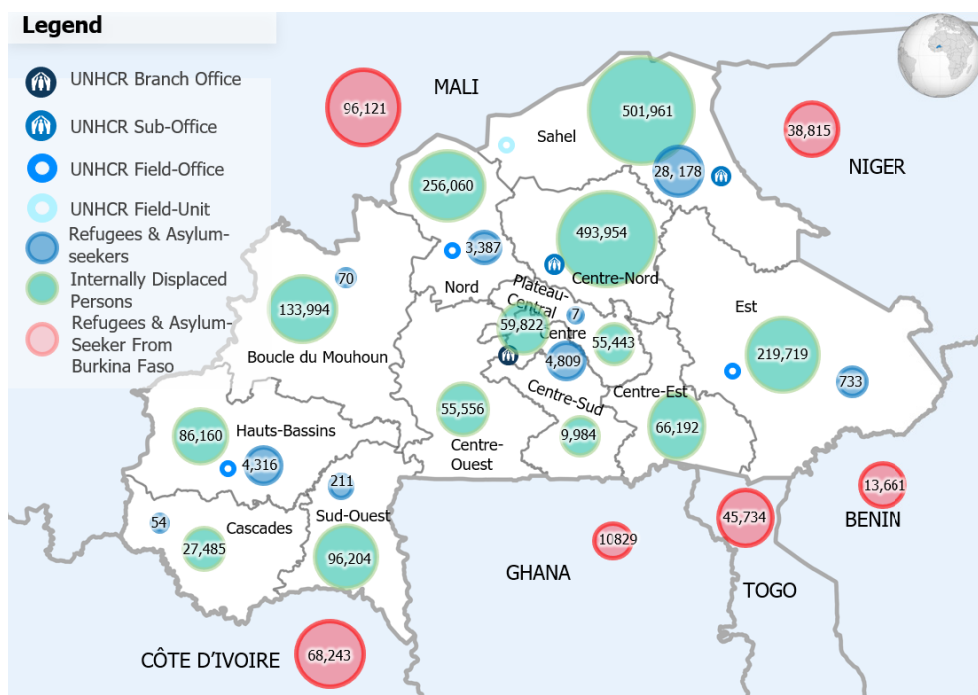 Legend
UNHCR Branch Office
UNHCR Sub-Office
UNHCR Field-Office
UNHCR Field-Unit
Refugees & Asylum-
seekers
Internally Displaced
Persons
Refugees & Asylum-
Seeker From
Burkina Faso
MALI
96,121
Sahel
501,961
28, 178
38,815
NIGER
256,060
3,387
Nord
493,954
Centre-Nord
70
133,994
Boucle du Mouhoun
Plateau-
Central
59,822
7
Centre
4,809
55,443
Est
219,719
733
Centre-Sud
9,984
Centre-Est
66,192
55,556
Centre-
Ouest
86,160
Hauts-Bassins
4,316
211
Sud-Ouest
96,204
54
Cascades
27,485
13,661
BENIN
45,734
TOGO
10829
GHANA
68,243
CÔTE D'IVOIRE